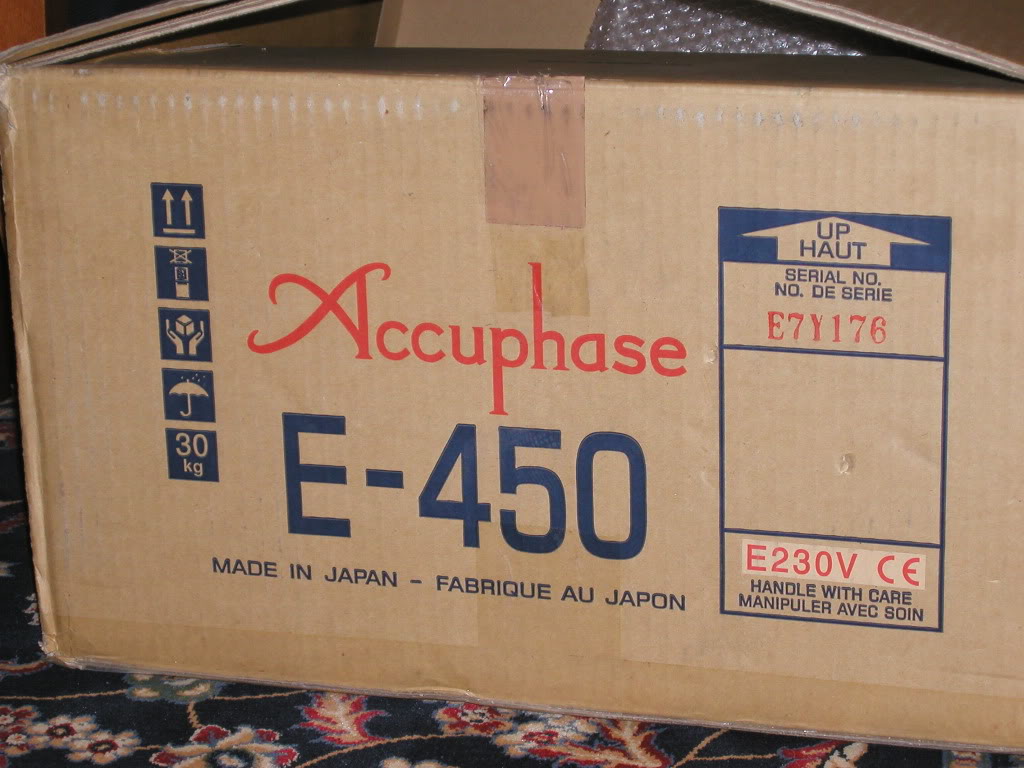 30
kg
Accuphase
E-450
MADE IN JAPAN - FABRIQUE AU JAPON
UP
HAUT
SERIAL NO.
NO. DE SERIE
E7Y176
E230V CE
HANDLE WITH CARE
MANIPULER AVEC SOIN